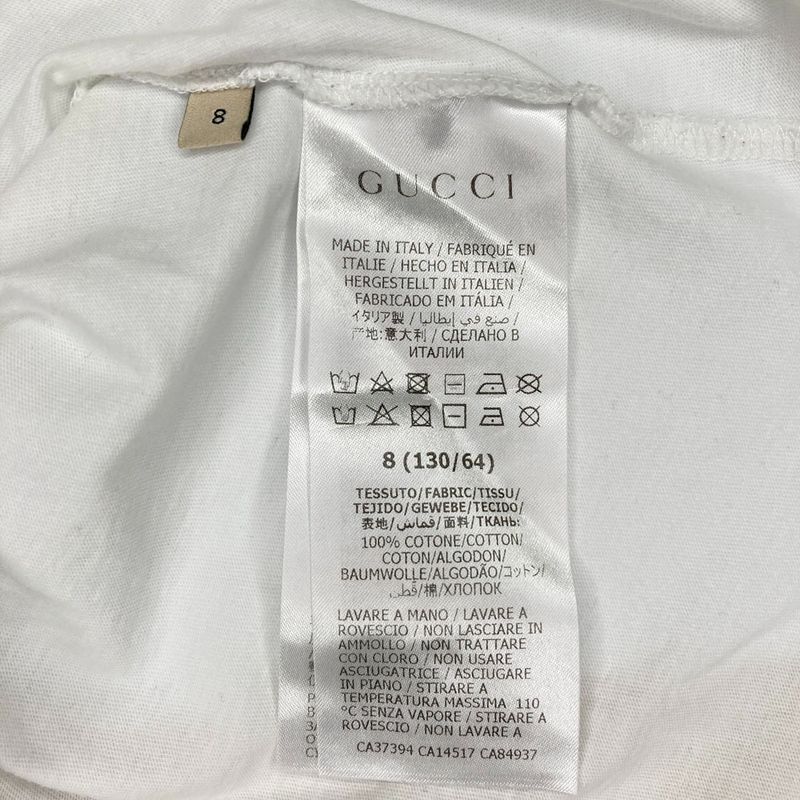 8
GUCCI
MADE IN ITALY / FABRIQUÉ EN
ITALIE / HECHO EN ITALIA /
HERGESTELLT IN ITALIEN /
FABRICADO EM ITÁLIA /
イタリア製 / صنع في إيطاليا /
产地:意大利 / СДЕЛАНО В
ИТАЛИИ
8 (130/64)
TESSUTO/FABRIC/TISSU/
TEJIDO/GEWEBE/TECIDO/
表地/قماش/面料/ТКАНЬ:
100% COTONE/COTTON/
COTON/ALGODON/
BAUMWOLLE/ALGODÃO/コットン/
قطن/棉/ХЛОПОК
LAVARE A MANO / LAVARE A
ROVESCIO / NON LASCIARE IN
AMMOLLO / NON TRATTARE
CON CLORO / NON USARE
ASCIUGATRICE / ASCIUGARE
IN PIANO / STIRARE A
TEMPERATURA MASSIMA 110
°C SENZA VAPORE / STIRARE A
ROVESCIO
CA37394 CA14517 CA84937